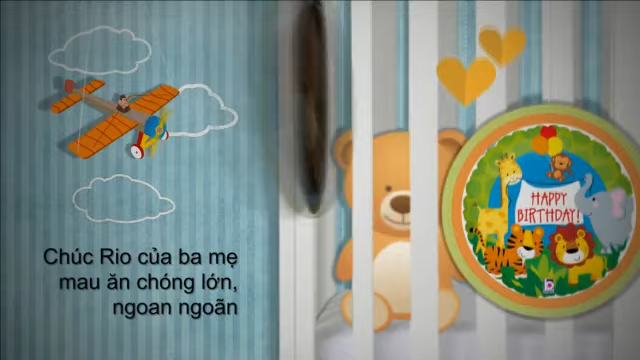 Chúc Rio của ba mẹ
mau ăn chóng lớn,
ngoan ngoãn
HAPPY
BIRTHDAY!